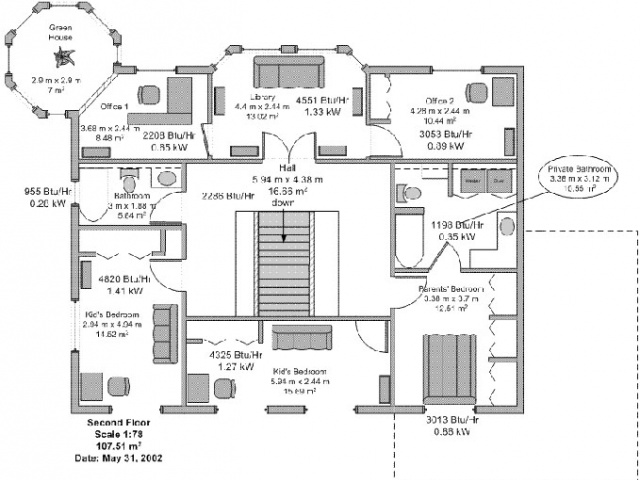 Green
House
2.9 m x 2.9 m
7 m²
Office 1
3.68 m x 2.44 m
8.48 m²
2208 Btu/Hr
0.65 kW
Library
4.4 m x 2.44 m
13.02 m²
4551 Btu/Hr
1.33 kW
Office 2
4.28 m x 2.44 m
10.44 m²
3053 Btu/Hr
0.89 kW
Private Bathroom
3.38 m x 3.12 m
10.55 m²
955 Btu/Hr
0.28 kW
Bathroom
3 m x 1.88 m
5.64 m²
2286 Btu/Hr
Hall
5.94 m x 4.38 m
16.66 m²
down
1198 Btu/Hr
0.35 kW
4820 Btu/Hr
1.41 kW
Kid's Bedroom
2.94 m x 4.94 m
14.52 m²
4325 Btu/Hr
1.27 kW
Kid's Bedroom
5.94 m x 2.44 m
Parents' Bedroom
3.38 m x 3.7 m
12.51 m²
3013 Btu/Hr
0.88 kW
Second Floor
Scale 1:78
107.51 m²
Date: May 31, 2002